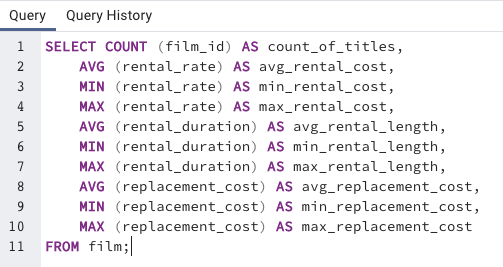 Query Query History
1 SELECT COUNT (film_id) AS count_of_titles,
2 AVG (rental_rate) AS avg_rental_cost,
3 MIN (rental_rate) AS min_rental_cost,
4 MAX (rental_rate) AS max_rental_cost,
5 AVG (rental_duration) AS avg_rental_length,
6 MIN (rental_duration) AS min_rental_length,
7 MAX (rental_duration) AS max_rental_length,
8 AVG (replacement_cost) AS avg_replacement_cost,
9 MIN (replacement_cost) AS min_replacement_cost,
10 MAX (replacement_cost) AS max_replacement_cost
11 FROM film;